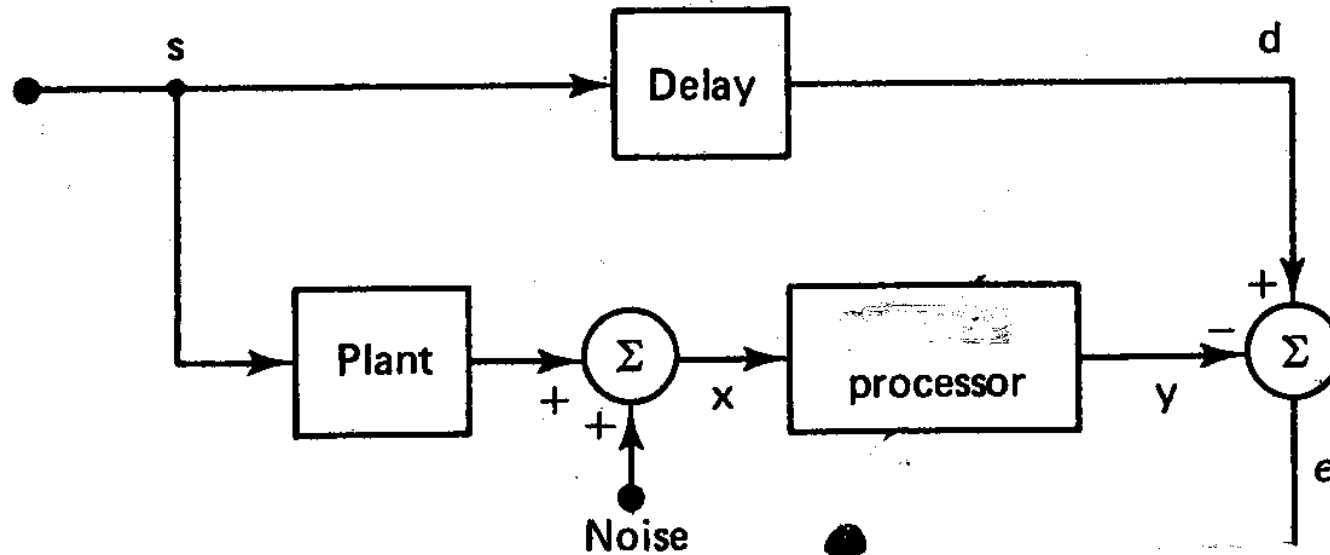 s
d
Delay
+
Plant
Σ
+
+
x
processor
y
−
Σ
ϵ
Noise